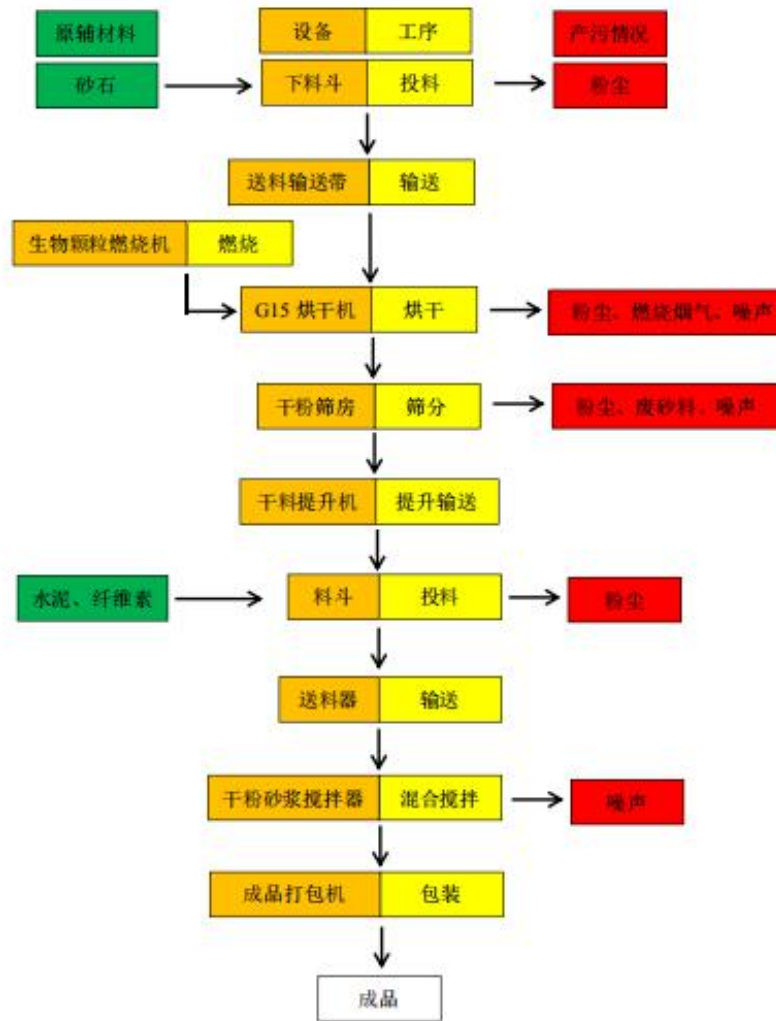 原辅材料 设备 工序 产污情况
砂石 下料斗 投料 粉尘
送料输送带 输送
生物颗粒燃烧机 燃烧
G15 烘干机 烘干 粉尘、燃烧烟气、噪声
干粉筛房 筛分 粉尘、废砂料、噪声
干料提升机 提升输送
水泥、纤维素 料斗 投料 粉尘
送料器 输送
干粉砂浆搅拌器 混合搅拌 噪声
成品打包机 包装
成品